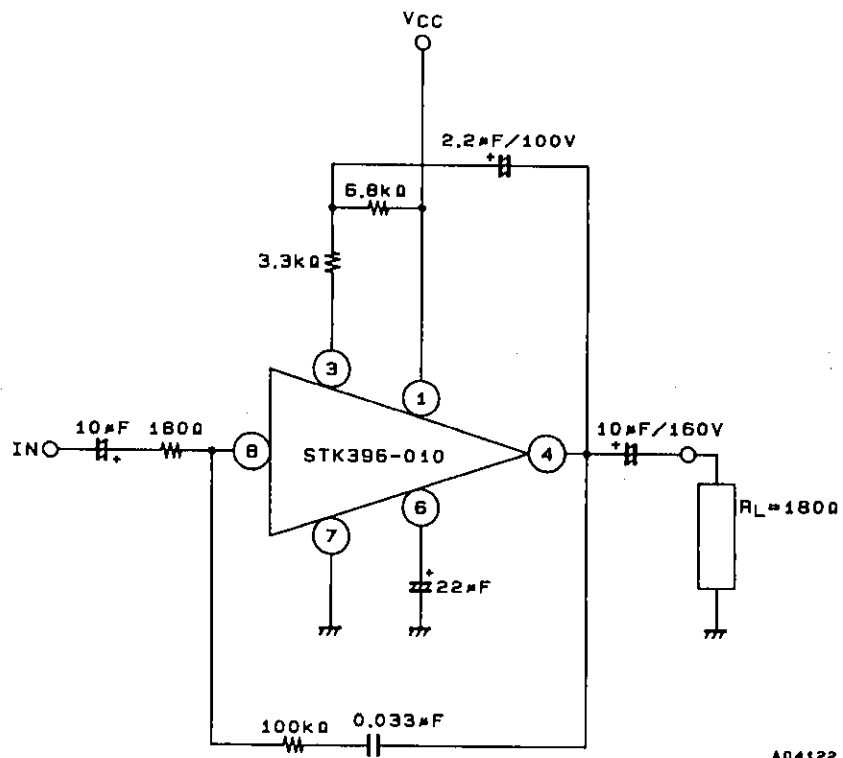 VCC
2.2μF/100V
+
6.8kΩ
3.3kΩ
3
1
10μF 180Ω
10μF/160V
IN
+
8
STK396-010
4
+
RL=180Ω
6
7
+
22μF
100kΩ
0.033μF
A04122